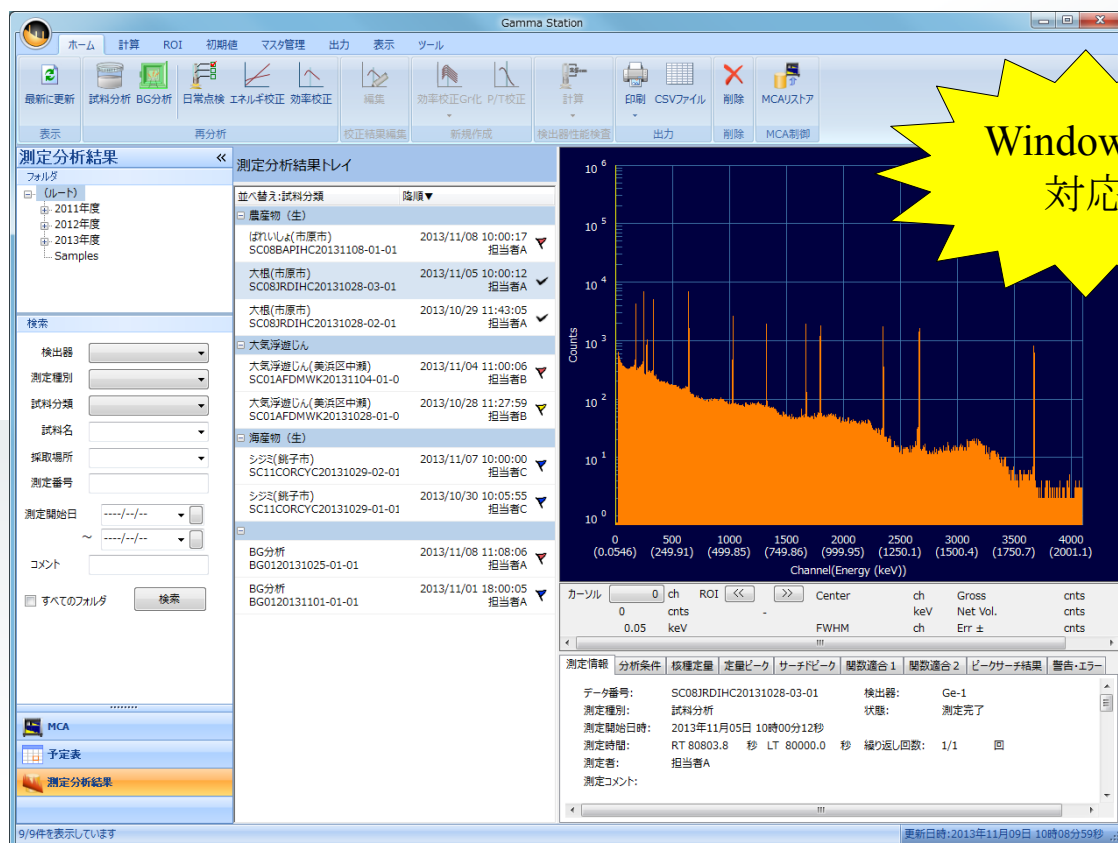 Gamma Station
ホーム 計算 ROI 初期値 マスタ管理 出力 表示 ツール
最新に更新 試料分析 BG分析 日常点検 エネルギ校正 効率校正 編集 効率校正Gr化 P/T校正 計算 印刷 CSVファイル 削除 MCAリストア
表示 再分析 校正結果編集 新規作成 検出器性能検査 出力 削除 MCA制御
Window
対応
測定分析結果 «
フォルダ
(ルート)
2011年度
2012年度
2013年度
Samples
検索
検出器
測定種別
試料分類
試料名
採取場所
測定番号
測定開始日 ----/--/--
~ ----/--/--
コメント
すべてのフォルダ 検索
MCA
予定表
測定分析結果
測定分析結果トレイ
並べ替え:試料分類 降順▼
農産物 (生)
ばれいしょ(市原市) 2013/11/08 10:00:17
SC08BAPIHC20131108-01-01 担当者A
大根(市原市) 2013/11/05 10:00:12
SC08JRDIHC20131028-03-01 担当者A
大根(市原市) 2013/10/29 11:43:05
SC08JRDIHC20131028-02-01 担当者A
大気浮遊じん
大気浮遊じん(美浜区中瀬) 2013/11/04 11:00:06
SC01AFDMWK20131104-01-0 担当者B
大気浮遊じん(美浜区中瀬) 2013/10/28 11:27:59
SC01AFDMWK20131028-01-0 担当者B
海産物 (生)
シジミ(銚子市) 2013/11/07 10:00:00
SC11CORCYC20131029-02-01 担当者C
シジミ(銚子市) 2013/10/30 10:05:55
SC11CORCYC20131029-01-01 担当者C
BG分析 2013/11/08 11:08:06
BG0120131025-01-01 担当者A
BG分析 2013/11/01 18:00:05
BG0120131101-01-01 担当者A
10 6
10 5
10 4
10 3
10 2
10 1
10 0
Counts
0 500 1000 1500 2000 2500 3000 3500 4000
(0.0546) (249.91) (499.85) (749.86) (999.95) (1250.1) (1500.4) (1750.7) (2001.1)
Channel(Energy (keV))
カーソル 0 ch ROI << >> Center ch Gross cnts
0 cnts - keV Net Vol. cnts
0.05 keV FWHM ch Err ± cnts
測定情報 分析条件 核種定量 定量ピーク サーチドピーク 関数適合1 関数適合2 ピークサーチ結果 警告・エラー
データ番号: SC08JRDIHC20131028-03-01 検出器: Ge-1
測定種別: 試料分析 状態: 測定完了
測定開始日時: 2013年11月05日 10時00分12秒
測定時間: RT 80803.8 秒 LT 80000.0 秒 繰り返し回数: 1/1 回
測定者: 担当者A
測定コメント:
9/9件を表示しています 更新日時:2013年11月09日 10時08分59秒